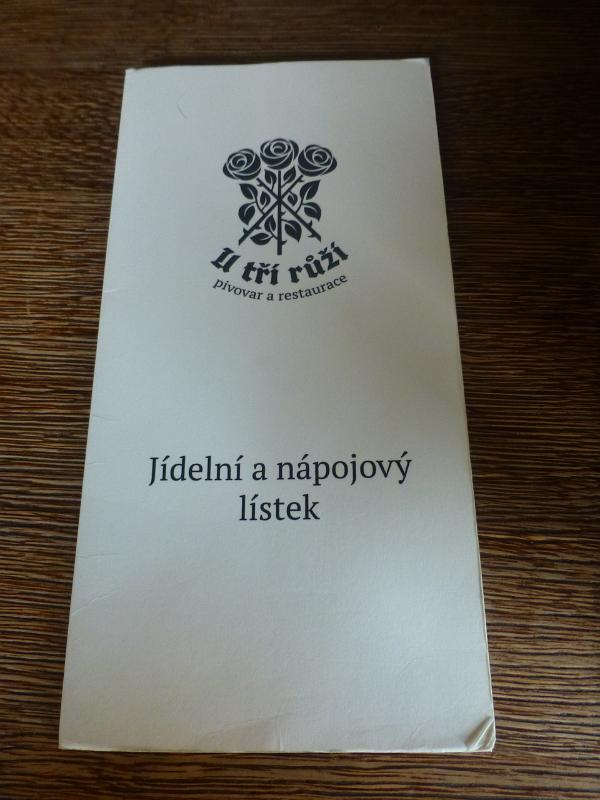 U tří růží
pivovar a restaurace
Jídelní a nápojový
lístek